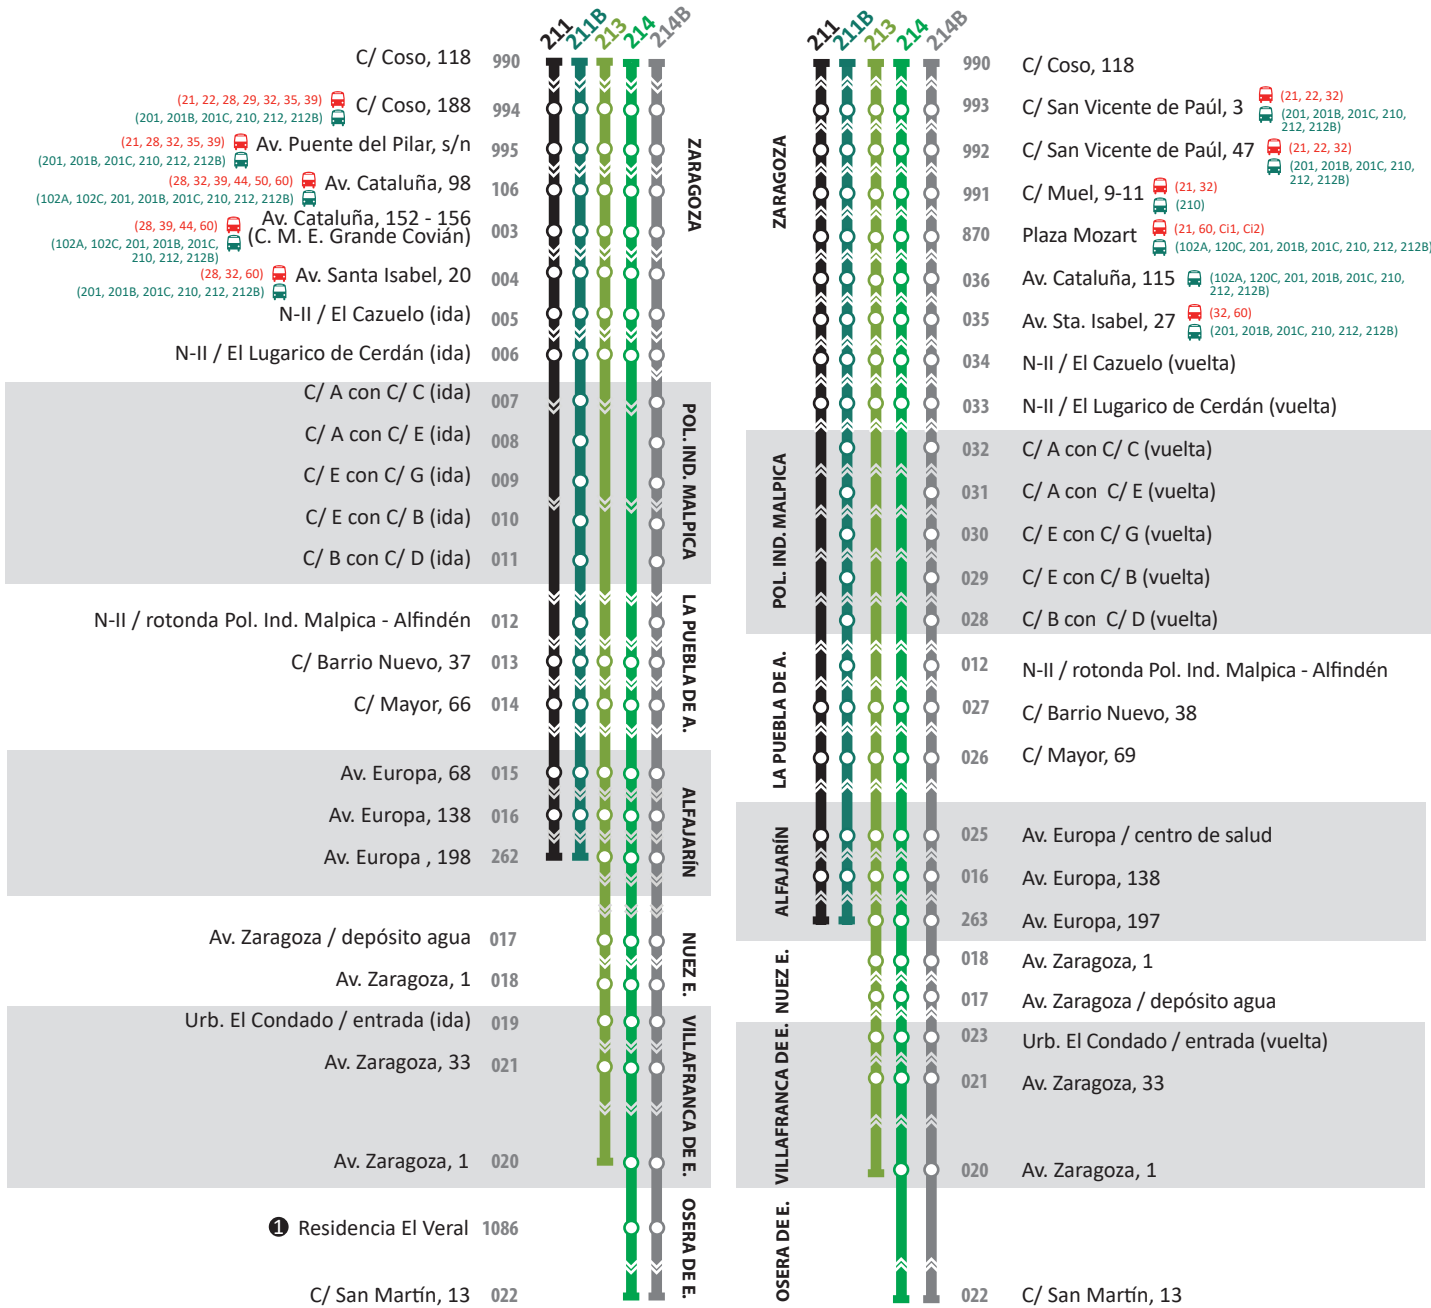 211 211B 213 214 214B
C/ Coso, 118 990
(21, 22, 28, 29, 32, 35, 39) C/ Coso, 188 994
(201, 201B, 201C, 210, 212, 212B)
(21, 28, 32, 35, 39) Av. Puente del Pilar, s/n 995
(201, 201B, 201C, 210, 212, 212B)
(28, 32, 39, 44, 50, 60) Av. Cataluña, 98 106
(102A, 102C, 201, 201B, 201C, 210, 212, 212B)
Av. Cataluña, 152 - 156
(28, 39, 44, 60) (C. M. E. Grande Covián) 003
(102A, 102C, 201, 201B, 201C,
210, 212, 212B)
(28, 32, 60) Av. Santa Isabel, 20 004
(201, 201B, 201C, 210, 212, 212B)
N-II / El Cazuelo (ida) 005
N-II / El Lugarico de Cerdán (ida) 006
ZARAGOZA
C/ A con C/ C (ida) 007
C/ A con C/ E (ida) 008
C/ E con C/ G (ida) 009
C/ E con C/ B (ida) 010
C/ B con C/ D (ida) 011
POL. IND. MALPICA
N-II / rotonda Pol. Ind. Malpica - Alfindén 012
C/ Barrio Nuevo, 37 013
C/ Mayor, 66 014
LA PUEBLA DE A.
Av. Europa, 68 015
Av. Europa, 138 016
Av. Europa , 198 262
ALFAJARÍN
Av. Zaragoza / depósito agua 017
Av. Zaragoza, 1 018
NUEZ E.
Urb. El Condado / entrada (ida) 019
Av. Zaragoza, 33 021
Av. Zaragoza, 1 020
VILLAFRANCA DE E.
1 Residencia El Veral 1086
C/ San Martín, 13 022
OSERA DE E.
211 211B 213 214 214B
990 C/ Coso, 118
993 C/ San Vicente de Paúl, 3 (21, 22, 32)
(201, 201B, 201C, 210,
212, 212B)
992 C/ San Vicente de Paúl, 47 (21, 22, 32)
(201, 201B, 201C, 210,
212, 212B)
991 C/ Muel, 9-11 (21, 32)
(210)
870 Plaza Mozart (21, 60, Ci1, Ci2)
(102A, 120C, 201, 201B, 201C, 210, 212, 212B)
036 Av. Cataluña, 115 (102A, 120C, 201, 201B, 201C, 210,
212, 212B)
035 Av. Sta. Isabel, 27 (32, 60)
(201, 201B, 201C, 210, 212, 212B)
034 N-II / El Cazuelo (vuelta)
033 N-II / El Lugarico de Cerdán (vuelta)
ZARAGOZA
032 C/ A con C/ C (vuelta)
031 C/ A con C/ E (vuelta)
030 C/ E con C/ G (vuelta)
029 C/ E con C/ B (vuelta)
028 C/ B con C/ D (vuelta)
POL. IND. MALPICA
012 N-II / rotonda Pol. Ind. Malpica - Alfindén
027 C/ Barrio Nuevo, 38
026 C/ Mayor, 69
LA PUEBLA DE A.
025 Av. Europa / centro de salud
016 Av. Europa, 138
263 Av. Europa, 197
ALFAJARÍN
018 Av. Zaragoza, 1
017 Av. Zaragoza / depósito agua
NUEZ E.
023 Urb. El Condado / entrada (vuelta)
021 Av. Zaragoza, 33
020 Av. Zaragoza, 1
VILLAFRANCA DE E.
022 C/ San Martín, 13
OSERA DE E.